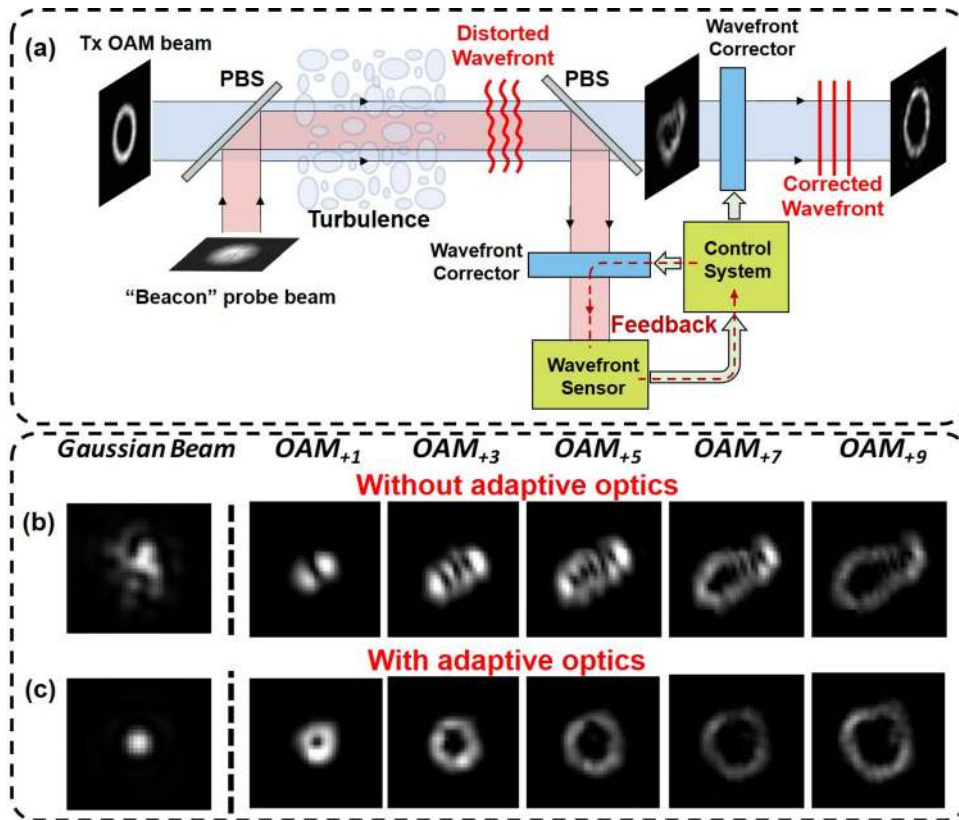 (a)
Tx OAM beam
PBS
Distorted
Wavefront
PBS
Wavefront
Corrector
Turbulence
Corrected
Wavefront
“Beacon” probe beam
Wavefront
Corrector
Control
System
Feedback
Wavefront
Sensor
Gaussian Beam OAM+1 OAM+3 OAM+5 OAM+7 OAM+9
Without adaptive optics
(b)
With adaptive optics
(c)